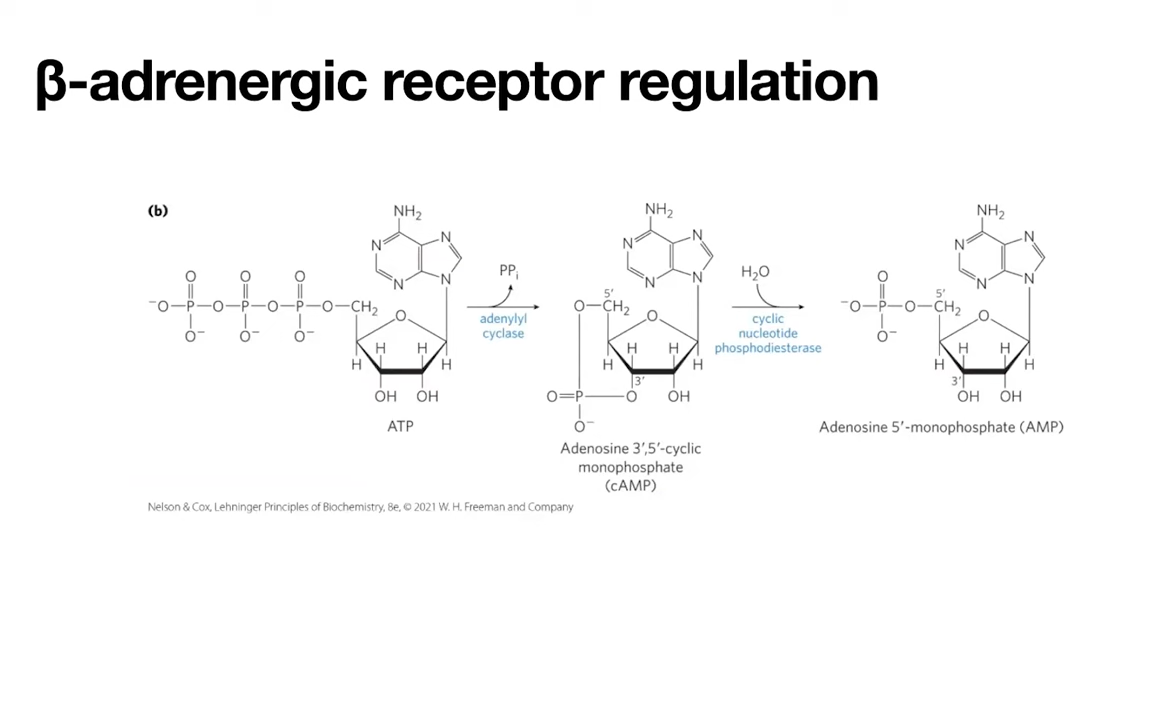 β-adrenergic receptor regulation
(b)
NH₂
N
N
N
N
O
O
O
⁻O—P—O—P—O—P—O—CH₂
O⁻
O⁻
O⁻
O
H
H
H
H
OH
OH
ATP
PPᵢ
adenylyl
cyclase
NH₂
N
N
N
N
5′
O—CH₂
O
H
H
H
H
3′
O=P—O
OH
O⁻
Adenosine 3′,5′-cyclic
monophosphate
(cAMP)
H₂O
cyclic
nucleotide
phosphodiesterase
NH₂
N
N
N
N
O
5′
⁻O—P—O—CH₂
O⁻
O
H
H
H
H
3′
OH
OH
Adenosine 5′-monophosphate (AMP)
Nelson & Cox, Lehninger Principles of Biochemistry, 8e, © 2021 W. H. Freeman and Company